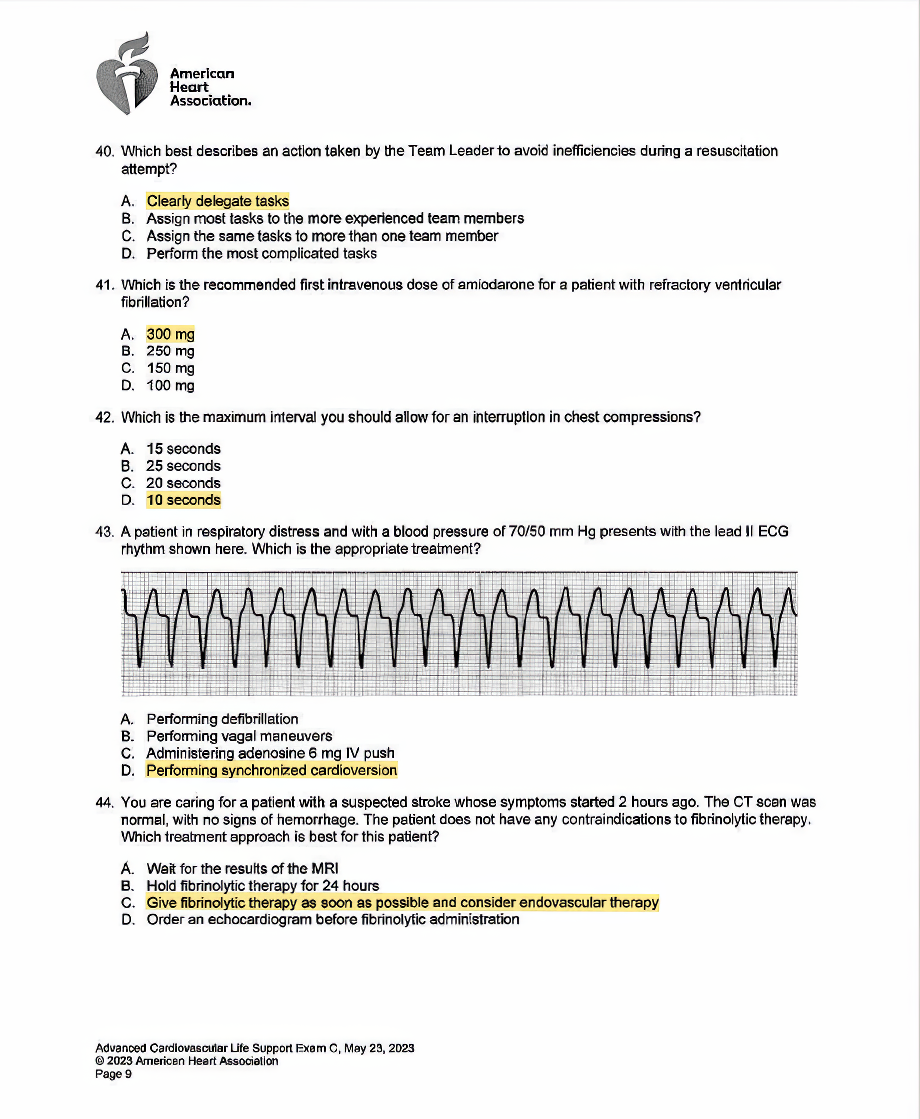 American
Heart
Association.
40. Which best describes an action taken by the Team Leader to avoid inefficiencies during a resuscitation
attempt?
A. Clearly delegate tasks
B. Assign most tasks to the more experienced team members
C. Assign the same tasks to more than one team member
D. Perform the most complicated tasks
41. Which is the recommended first intravenous dose of amiodarone for a patient with refractory ventricular
fibrillation?
A. 300 mg
B. 250 mg
C. 150 mg
D. 100 mg
42. Which is the maximum interval you should allow for an interruption in chest compressions?
A. 15 seconds
B. 25 seconds
C. 20 seconds
D. 10 seconds
43. A patient in respiratory distress and with a blood pressure of 70/50 mm Hg presents with the lead II ECG
rhythm shown here. Which is the appropriate treatment?
A. Performing defibrillation
B. Performing vagal maneuvers
C. Administering adenosine 6 mg IV push
D. Performing synchronized cardioversion
44. You are caring for a patient with a suspected stroke whose symptoms started 2 hours ago. The CT scan was
normal, with no signs of hemorrhage. The patient does not have any contraindications to fibrinolytic therapy.
Which treatment approach is best for this patient?
A. Wait for the results of the MRI
B. Hold fibrinolytic therapy for 24 hours
C. Give fibrinolytic therapy as soon as possible and consider endovascular therapy
D. Order an echocardiogram before fibrinolytic administration
Advanced Cardiovascular Life Support Exam C, May 23, 2023
© 2023 American Heart Association
Page 9